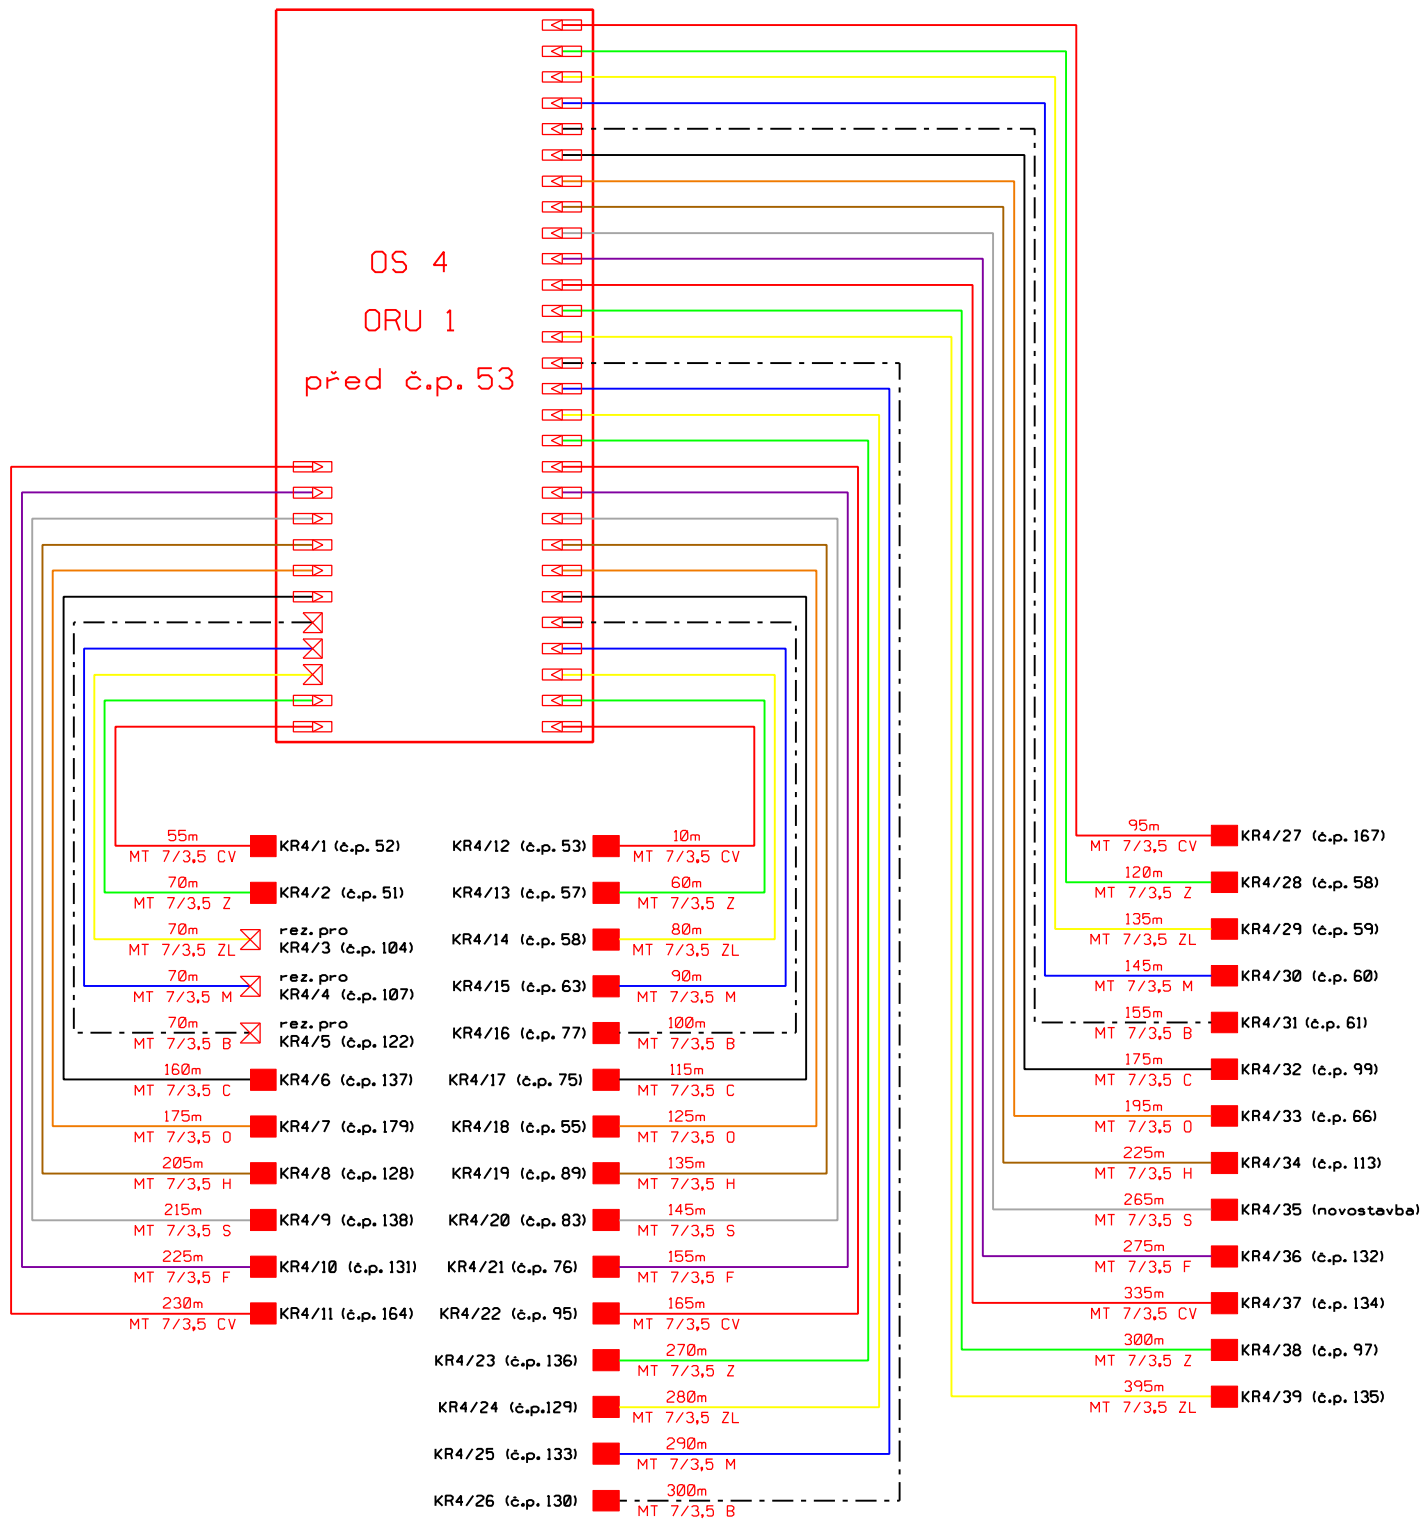 OS 4
ORU 1
před č.p. 53
55m
MT 7/3,5 CV
KR4/1 (č.p. 52)
70m
MT 7/3,5 Z
KR4/2 (č.p. 51)
70m
MT 7/3,5 ZL
rez. pro
KR4/3 (č.p. 104)
70m
MT 7/3,5 M
rez. pro
KR4/4 (č.p. 107)
70m
MT 7/3,5 B
rez. pro
KR4/5 (č.p. 122)
160m
MT 7/3,5 C
KR4/6 (č.p. 137)
175m
MT 7/3,5 O
KR4/7 (č.p. 179)
205m
MT 7/3,5 H
KR4/8 (č.p. 128)
215m
MT 7/3,5 S
KR4/9 (č.p. 138)
225m
MT 7/3,5 F
KR4/10 (č.p. 131)
230m
MT 7/3,5 CV
KR4/11 (č.p. 164)
KR4/12 (č.p. 53)
10m
MT 7/3,5 CV
KR4/13 (č.p. 57)
60m
MT 7/3,5 Z
KR4/14 (č.p. 58)
80m
MT 7/3,5 ZL
KR4/15 (č.p. 63)
90m
MT 7/3,5 M
KR4/16 (č.p. 77)
100m
MT 7/3,5 B
KR4/17 (č.p. 75)
115m
MT 7/3,5 C
KR4/18 (č.p. 55)
125m
MT 7/3,5 O
KR4/19 (č.p. 89)
135m
MT 7/3,5 H
KR4/20 (č.p. 83)
145m
MT 7/3,5 S
KR4/21 (č.p. 76)
155m
MT 7/3,5 F
KR4/22 (č.p. 95)
165m
MT 7/3,5 CV
KR4/23 (č.p. 136)
270m
MT 7/3,5 Z
KR4/24 (č.p.129)
280m
MT 7/3,5 ZL
KR4/25 (č.p. 133)
290m
MT 7/3,5 M
KR4/26 (č.p. 130)
300m
MT 7/3,5 B
95m
MT 7/3,5 CV
KR4/27 (č.p. 167)
120m
MT 7/3,5 Z
KR4/28 (č.p. 58)
135m
MT 7/3,5 ZL
KR4/29 (č.p. 59)
145m
MT 7/3,5 M
KR4/30 (č.p. 60)
155m
MT 7/3,5 B
KR4/31 (č.p. 61)
175m
MT 7/3,5 C
KR4/32 (č.p. 99)
195m
MT 7/3,5 O
KR4/33 (č.p. 66)
225m
MT 7/3,5 H
KR4/34 (č.p. 113)
265m
MT 7/3,5 S
KR4/35 (novostavba)
275m
MT 7/3,5 F
KR4/36 (č.p. 132)
335m
MT 7/3,5 CV
KR4/37 (č.p. 134)
300m
MT 7/3,5 Z
KR4/38 (č.p. 97)
395m
MT 7/3,5 ZL
KR4/39 (č.p. 135)